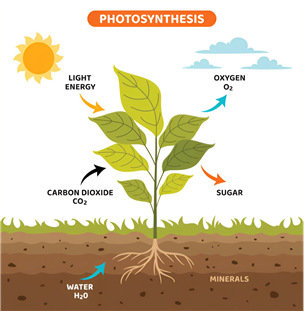 PHOTOSYNTHESIS
LIGHT
ENERGY
OXYGEN
O₂
CARBON DIOXIDE
CO₂
SUGAR
WATER
H₂O
MINERALS